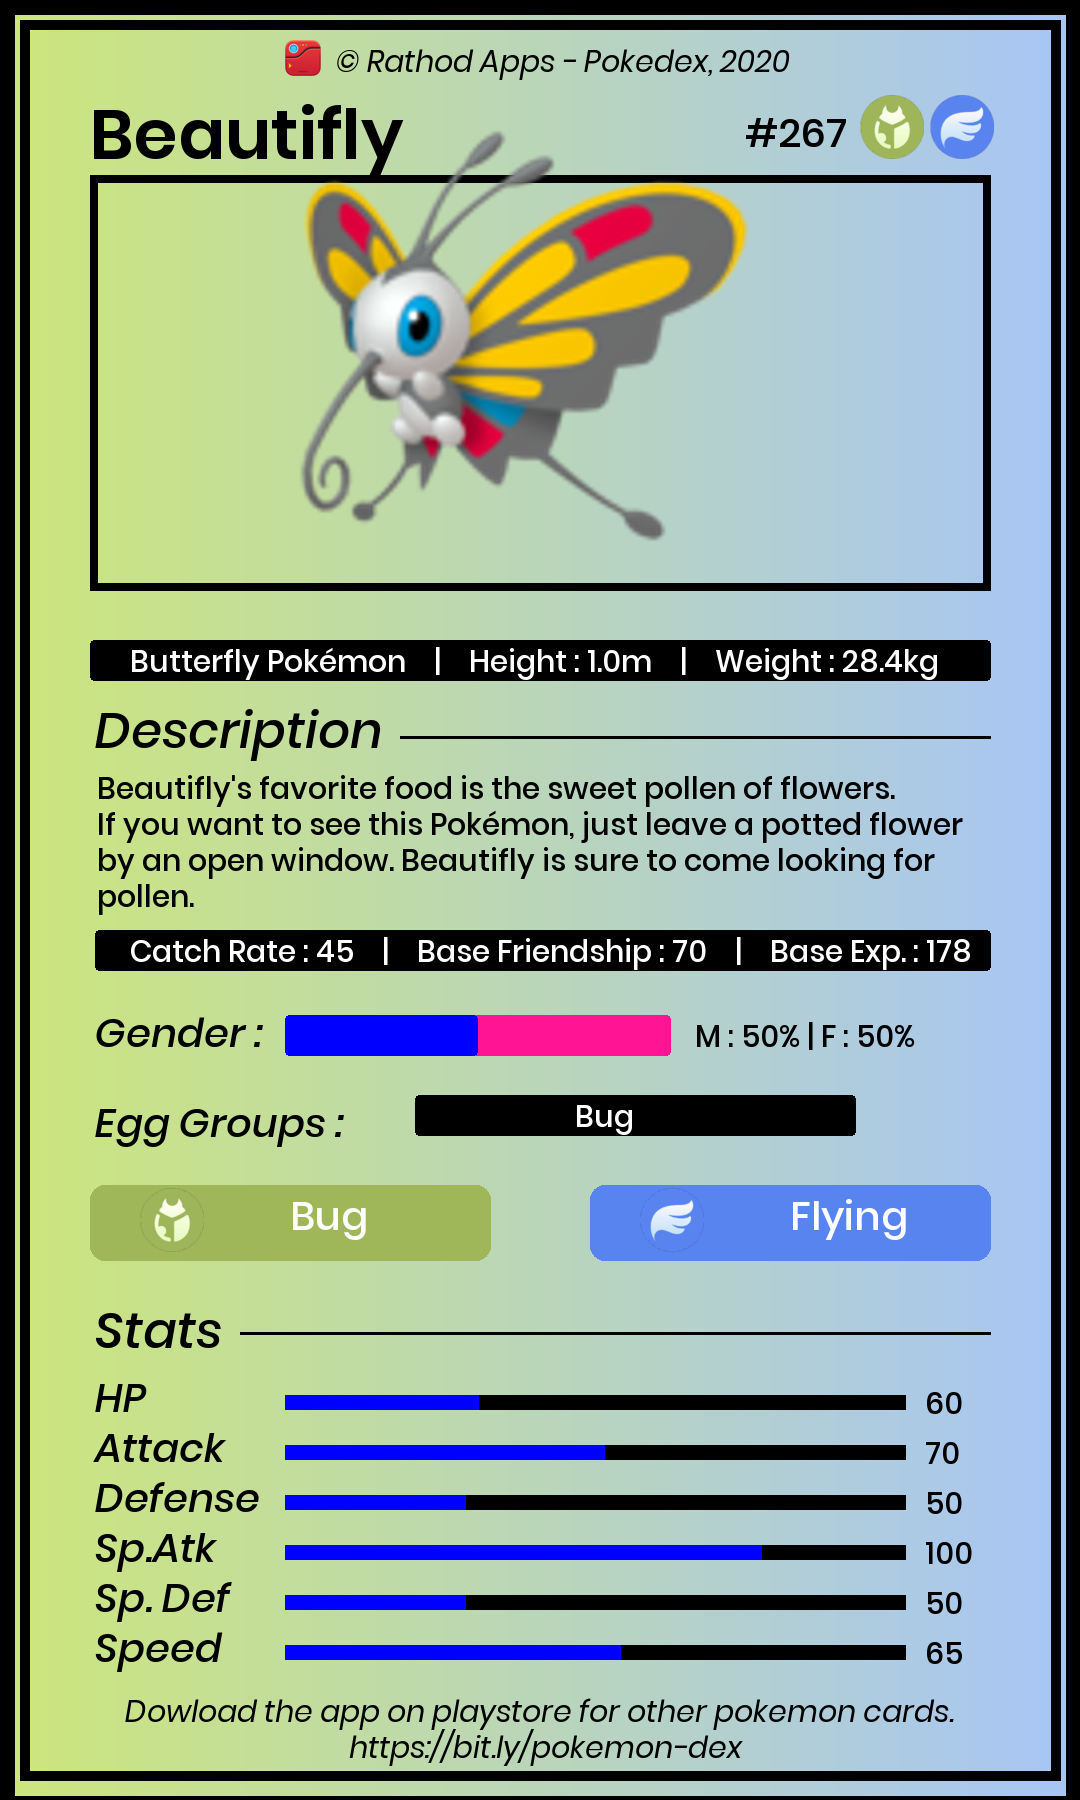 © Rathod Apps - Pokedex, 2020
Beautifly
#267
Butterfly Pokémon | Height : 1.0m | Weight : 28.4kg
Description
Beautifly's favorite food is the sweet pollen of flowers.
If you want to see this Pokémon, just leave a potted flower
by an open window. Beautifly is sure to come looking for
pollen.
Catch Rate : 45 | Base Friendship : 70 | Base Exp. : 178
Gender : M : 50% | F : 50%
Egg Groups : Bug
Bug Flying
Stats
HP 60
Attack 70
Defense 50
Sp.Atk 100
Sp. Def 50
Speed 65
Dowload the app on playstore for other pokemon cards.
https://bit.ly/pokemon-dex